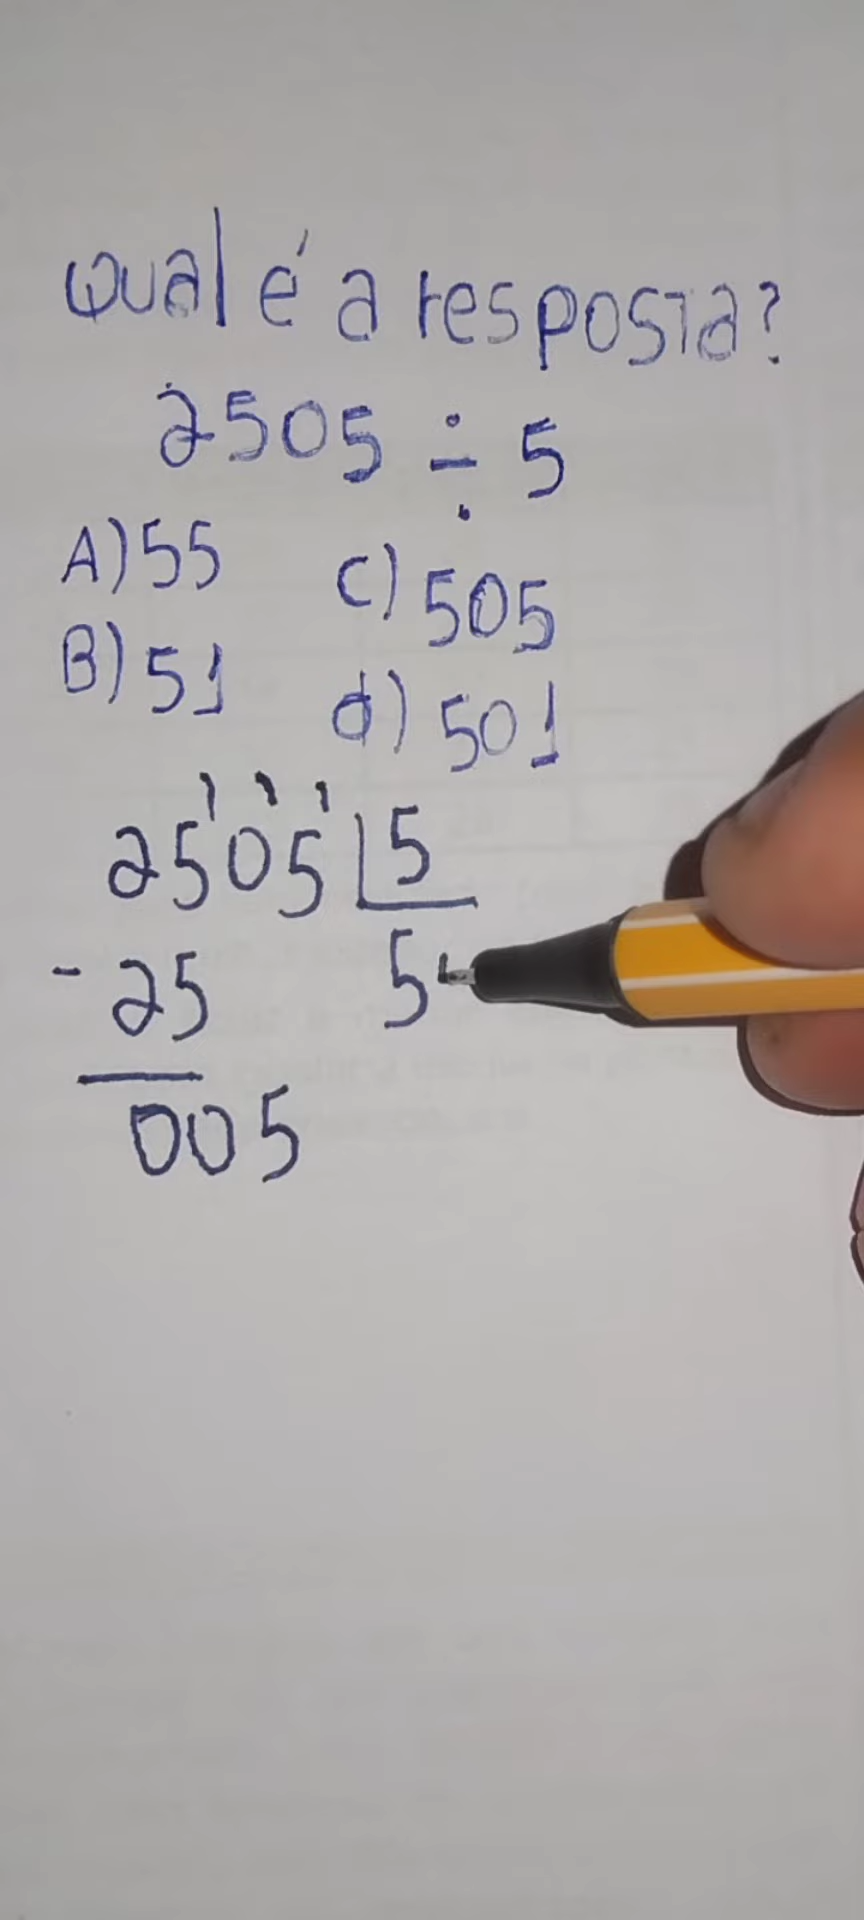 Qual é a resposta?
2505 ÷ 5
A) 55
B) 51
C) 505
d) 501
2505 | 5
- 25 5
005